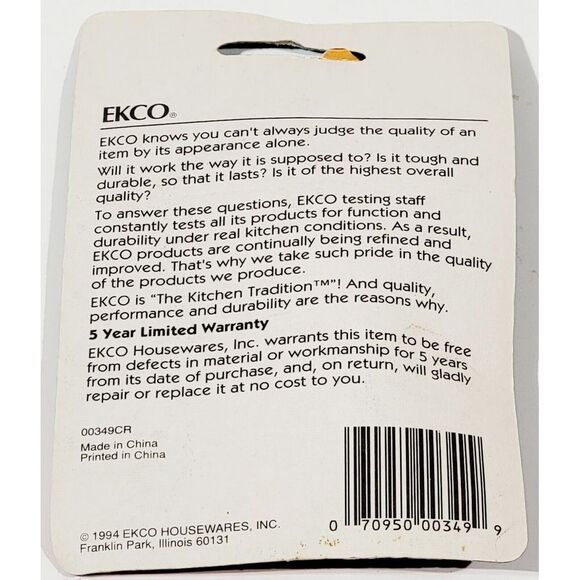 EKCO®
EKCO knows you can't always judge the quality of an
item by its appearance alone.
Will it work the way it is supposed to? Is it tough and
durable, so that it lasts? Is it of the highest overall
quality?
To answer these questions, EKCO testing staff
constantly tests all its products for function and
durability under real kitchen conditions. As a result,
EKCO products are continually being refined and
improved. That's why we take such pride in the quality
of the products we produce.
EKCO is "The Kitchen Tradition™"! And quality,
performance and durability are the reasons why.
5 Year Limited Warranty
EKCO Housewares, Inc. warrants this item to be free
from defects in material or workmanship for 5 years
from its date of purchase, and, on return, will gladly
repair or replace it at no cost to you.
00349CR
Made in China
Printed in China
© 1994 EKCO HOUSEWARES, INC.
Franklin Park, Illinois 60131
0 70950 00349 9